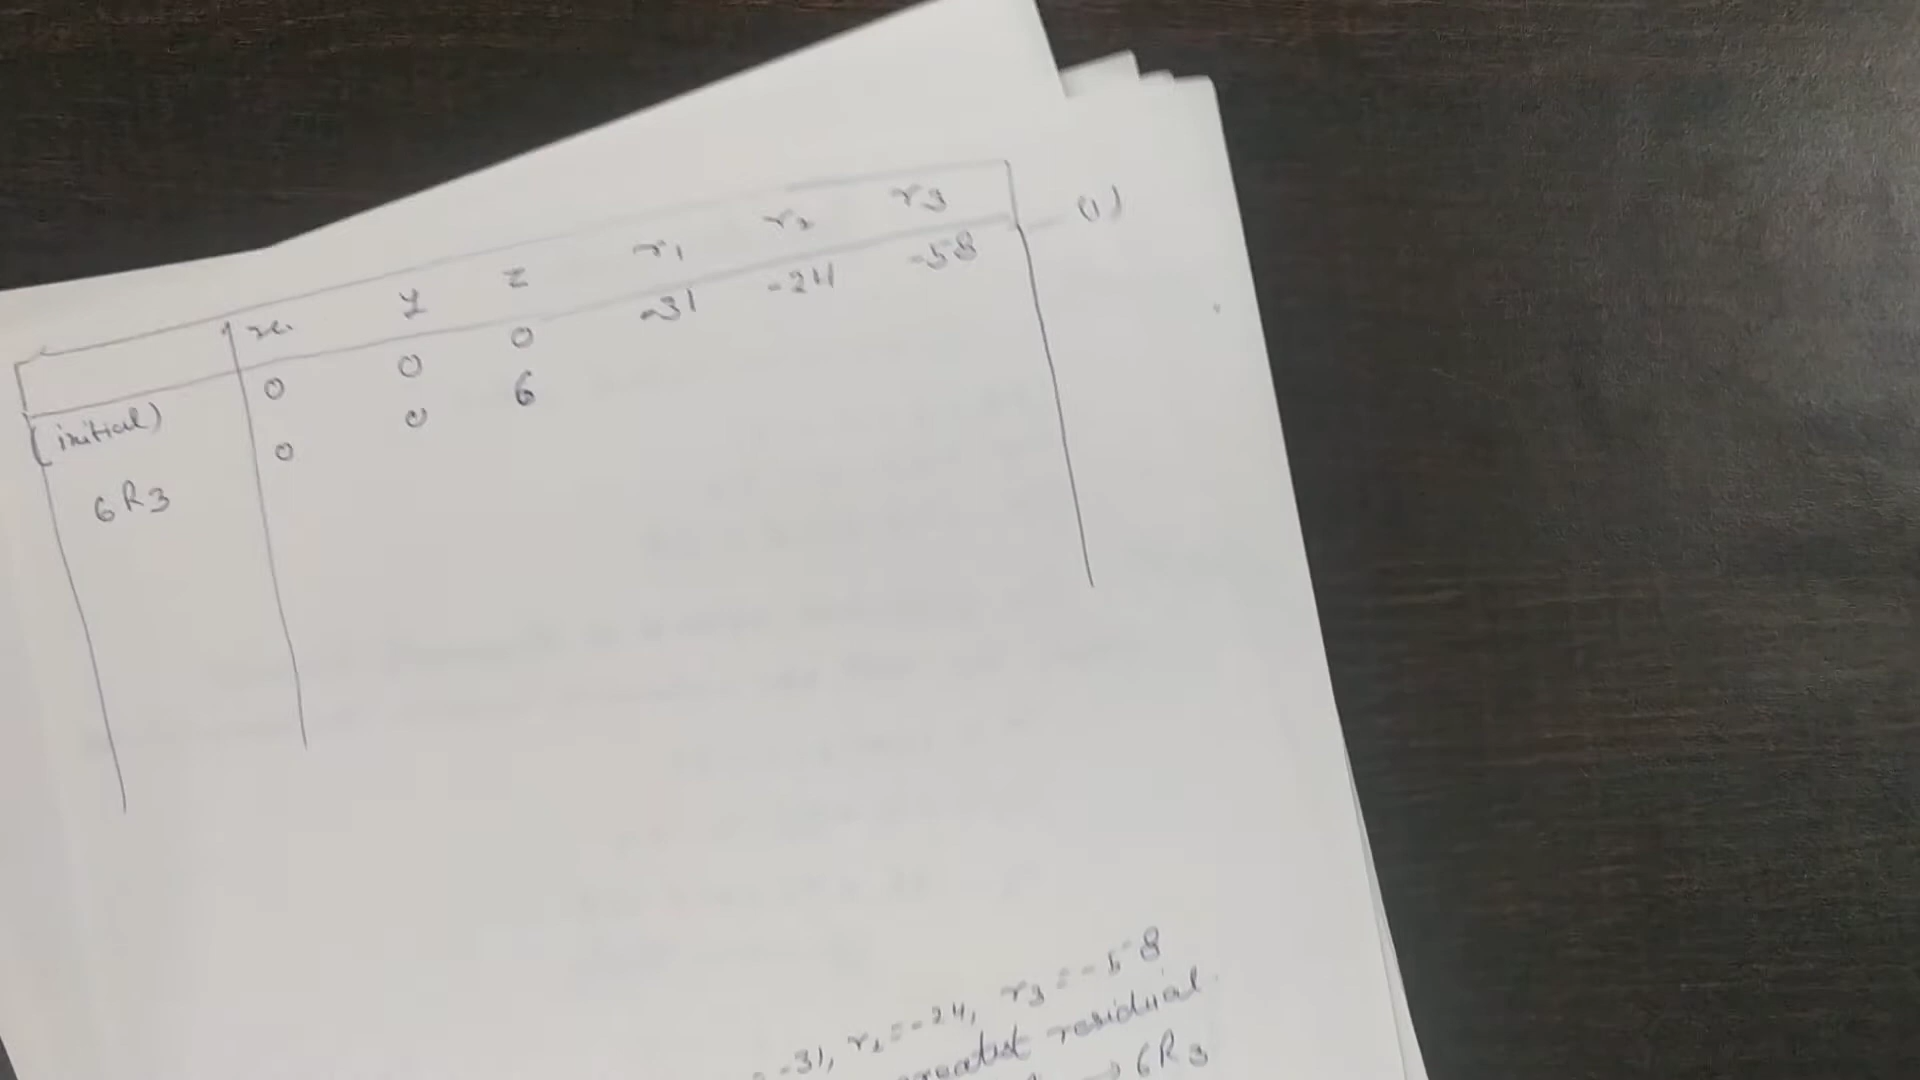 x y z r1 r2 r3
(initial) 0 0 0 -31 -24 -58 (1)
6R3 0 0 6
-31, r2 = -24, r3 = -58
greatest residual.
→ 6R3